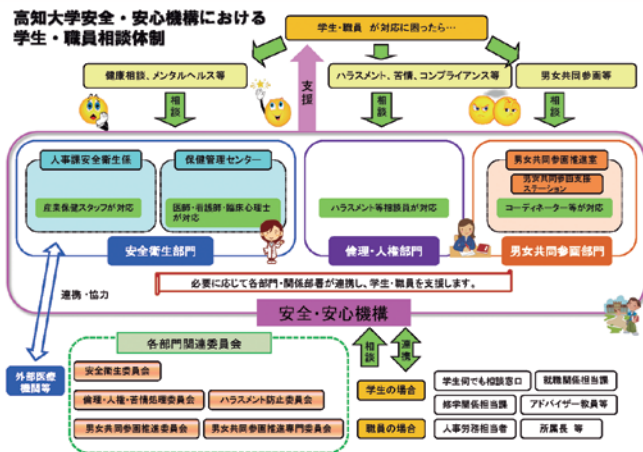 高知大学安全・安心機構における
学生・職員相談体制
学生・職員 が対応に困ったら…
健康相談、メンタルヘルス等
ハラスメント、苦情、コンプライアンス等
男女共同参画等
相談
支援
相談
相談
人事課安全衛生係
保健管理センター
男女共同参画推進室
男女共同参画支援
ステーション
産業保健スタッフが対応
医師・看護師・臨床心理士
が対応
ハラスメント等相談員が対応
コーディネーター等が対応
安全衛生部門
倫理・人権部門
男女共同参画部門
必要に応じて各部門・関係部署が連携し、学生・職員を支援します。
連携・協力
安全・安心機構
外部医療
機関等
各部門関連委員会
安全衛生委員会
倫理・人権・苦情処理委員会
ハラスメント防止委員会
男女共同参画推進委員会
男女共同参画推進専門委員会
相談
連携
学生の場合
学生何でも相談窓口
就職関係担当課
修学関係担当課
アドバイザー教員等
職員の場合
人事労務担当者
所属長 等